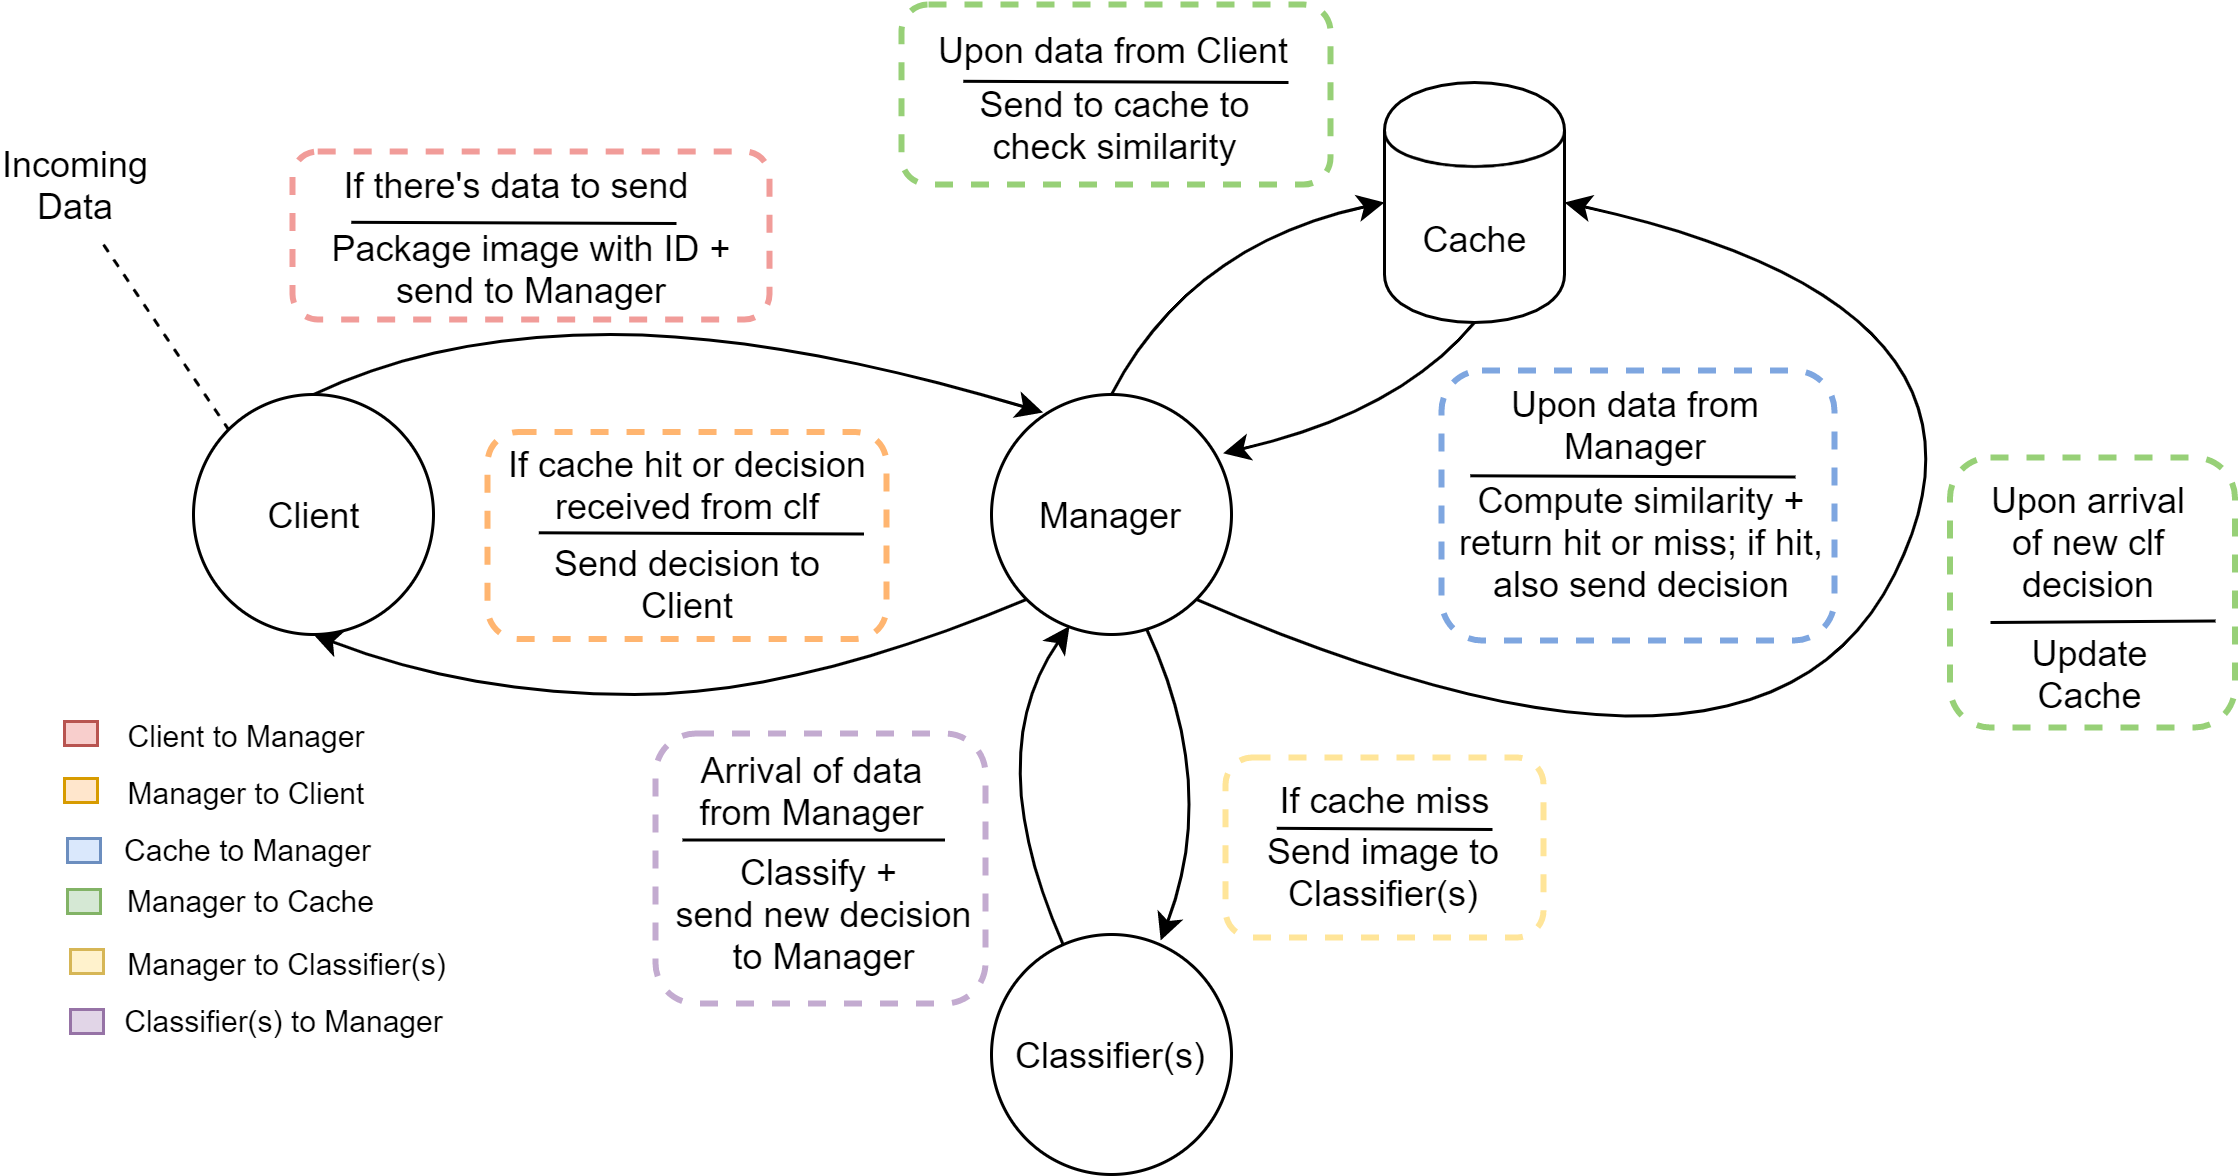 Upon data from Client
Send to cache to
check similarity
Incoming
Data
If there's data to send
Package image with ID +
send to Manager
Cache
If cache hit or decision
received from clf
Send decision to
Client
Client
Manager
Upon data from
Manager
Compute similarity +
return hit or miss; if hit,
also send decision
Upon arrival
of new clf
decision
Update
Cache
Arrival of data
from Manager
Classify +
send new decision
to Manager
If cache miss
Send image to
Classifier(s)
Classifier(s)
Client to Manager
Manager to Client
Cache to Manager
Manager to Cache
Manager to Classifier(s)
Classifier(s) to Manager